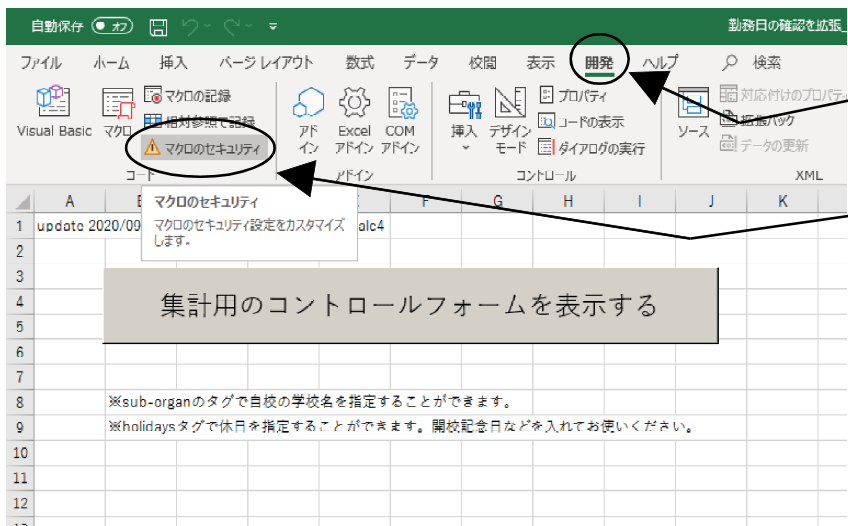 自動保存 オフ 勤務日の確認を拡張_
ファイル ホーム 挿入 ページ レイアウト 数式 データ 校閲 表示 開発 ヘルプ 検索
Visual Basic
マクロ
マクロの記録
相対参照で記録
マクロのセキュリティ
コード
アドイン
Excel アドイン
COM アドイン
アドイン
挿入
デザイン モード
プロパティ
コードの表示
ダイアログの実行
コントロール
ソース
対応付けのプロパティ
拡張パック
データの更新
XML
A F G H I J K
マクロのセキュリティ
マクロのセキュリティ設定をカスタマイズ
します。
1 update 2020/09 alc4
2
3
4
5
集計用のコントロールフォームを表示する
6
7
8 ※sub-organのタグで自校の学校名を指定することができます。
9 ※holidaysタグで休日を指定することができます。開校記念日などを入れてお使いください。
10
11
12